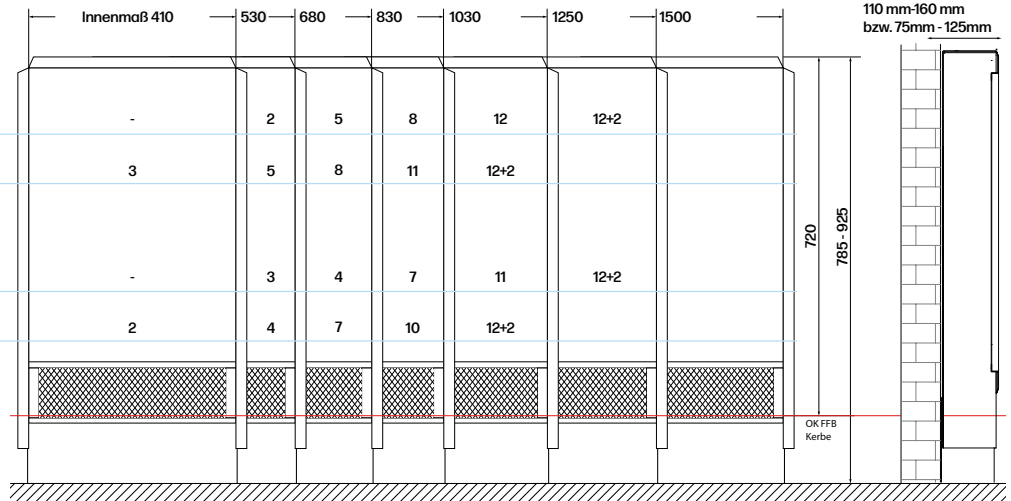 110 mm-160 mm
bzw. 75mm - 125mm
Innenmaß 410 530 680 830 1030 1250 1500
- 2 5 8 12 12+2
3 5 8 11 12+2
720
785 - 925
- 3 4 7 11 12+2
2 4 7 10 12+2
OK FFB
Kerbe